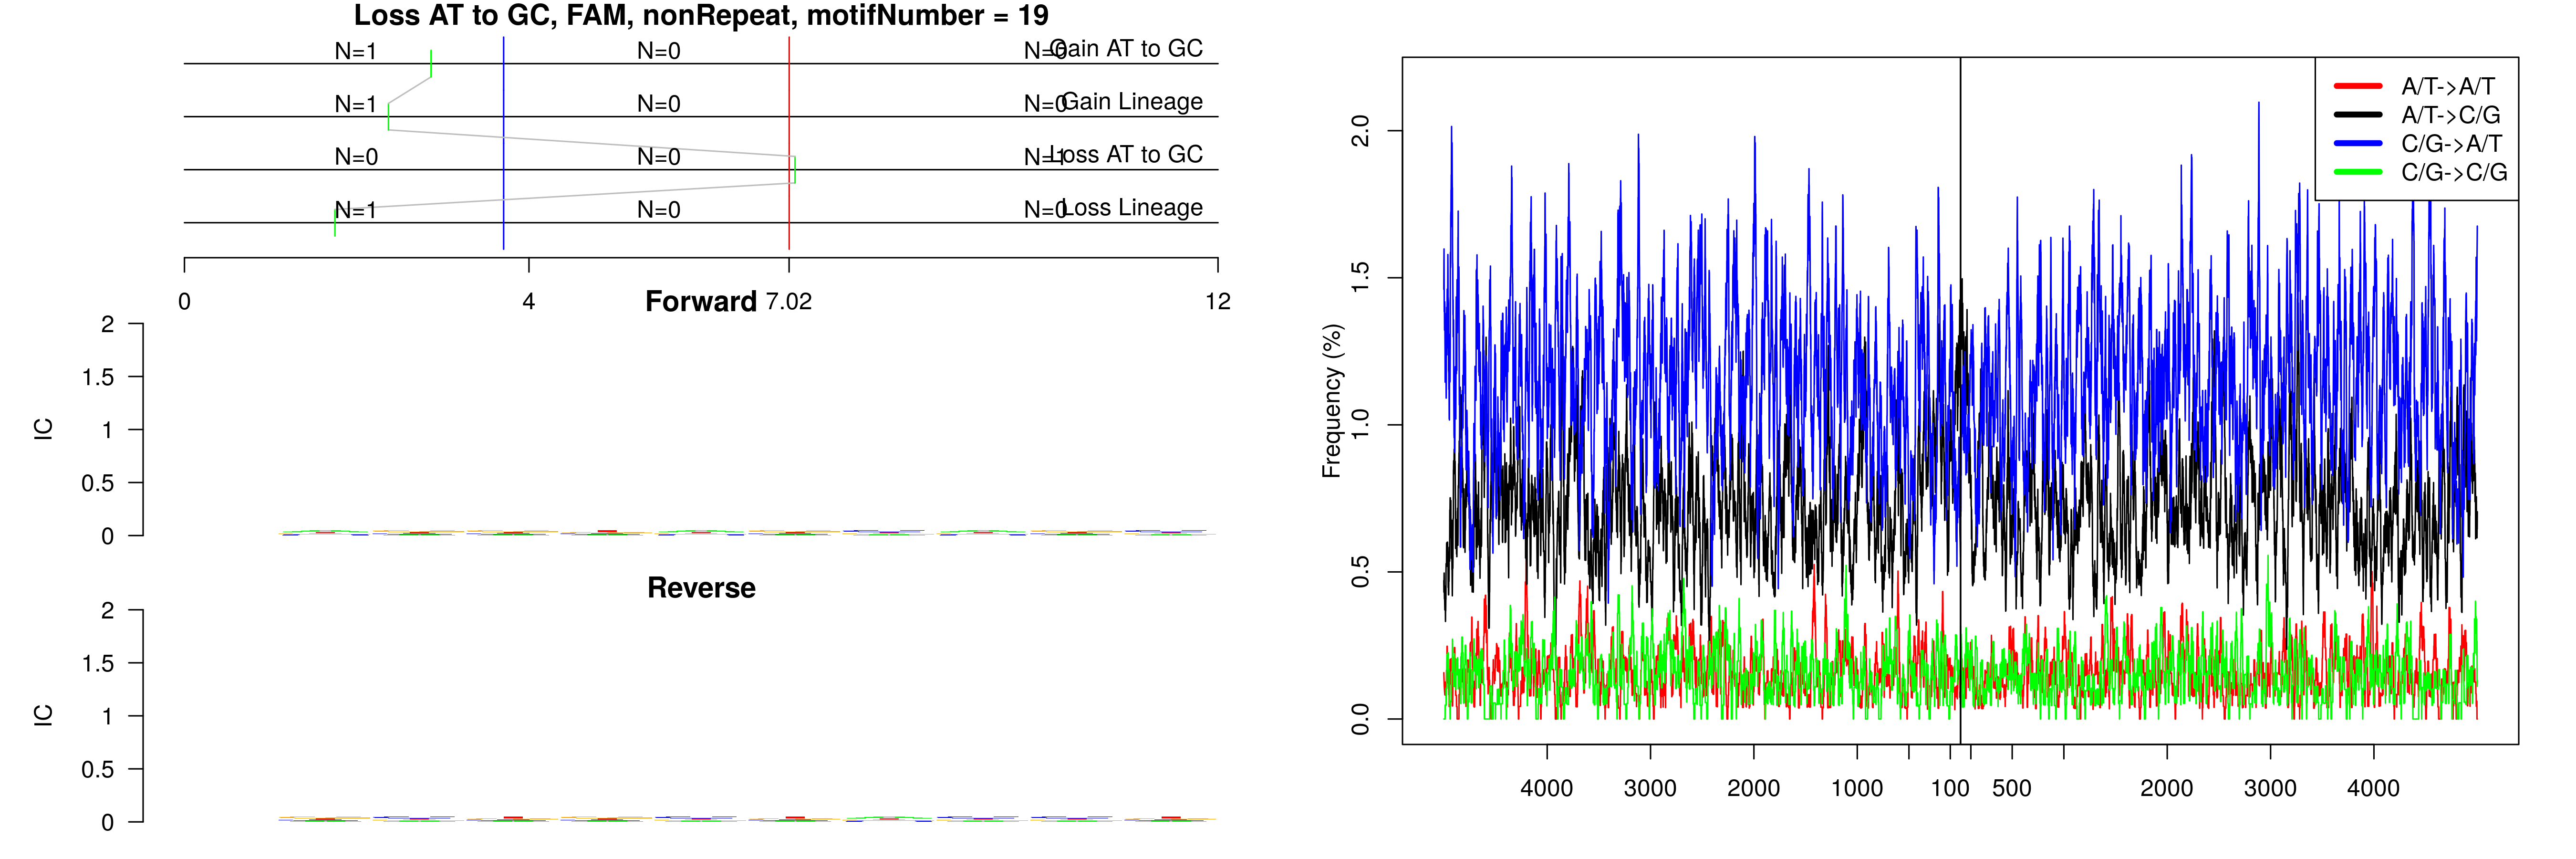 Loss AT to GC, FAM, nonRepeat, motifNumber = 19
N=1 N=0 N=0 Gain AT to GC
N=1 N=0 N=0 Gain Lineage
N=0 N=0 N=1 Loss AT to GC
N=1 N=0 N=0 Loss Lineage
0 4 7.02 12
Forward
2
1.5
1
0.5
0
IC
Reverse
2
1.5
1
0.5
0
IC
A/T->A/T
A/T->C/G
C/G->A/T
C/G->C/G
2.0
1.5
1.0
0.5
0.0
Frequency (%)
4000 3000 2000 1000 100 500 2000 3000 4000